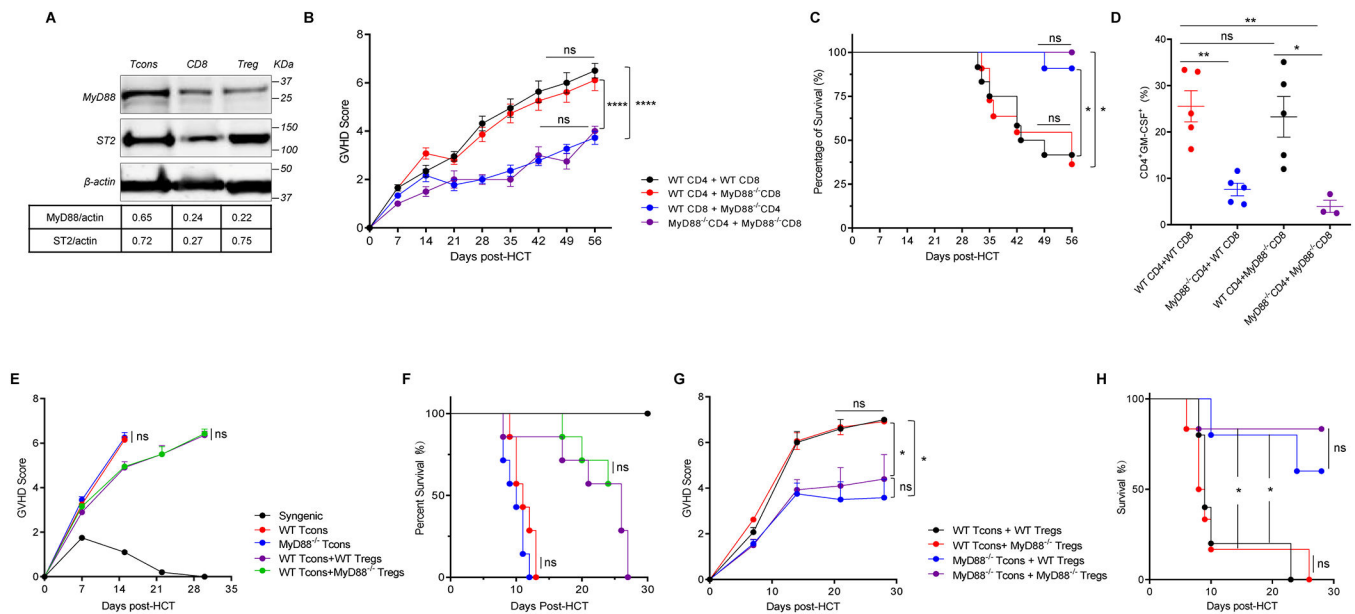 A
Tcons CD8 Treg KDa
MyD88
37
25
ST2
150
100
β-actin
50
37
MyD88/actin 0.65 0.24 0.22
ST2/actin 0.72 0.27 0.75
B
GVHD Score
8
6
4
2
0
0 7 14 21 28 35 42 49 56
Days post-HCT
ns
ns
****
****
WT CD4 + WT CD8
WT CD4 + MyD88-/-CD8
WT CD8 + MyD88-/-CD4
MyD88-/-CD4 + MyD88-/-CD8
C
Percentage of Survival (%)
100
75
50
25
0
0 7 14 21 28 35 42 49 56
Days post-HCT
ns
ns
*
*
D
CD4+GM-CSF+ (%)
40
30
20
10
0
**
ns
**
*
WT CD4+WT CD8
MyD88-/-CD4+ WT CD8
WT CD4+MyD88-/-CD8
MyD88-/-CD4+ MyD88-/-CD8
E
GVHD Score
8
6
4
2
0
0 7 14 21 28 35
Days post-HCT
ns
ns
Syngenic
WT Tcons
MyD88-/- Tcons
WT Tcons+WT Tregs
WT Tcons+MyD88-/- Tregs
F
Percent Survival %)
100
50
0
0 10 20 30
Days Post-HCT
ns
ns
G
GVHD Score
8
6
4
2
0
0 10 20 30
Days post-HCT
ns
*
*
ns
WT Tcons + WT Tregs
WT Tcons+ MyD88-/- Tregs
MyD88-/- Tcons + WT Tregs
MyD88-/- Tcons + MyD88-/- Tregs
H
Survival %)
100
50
0
0 10 20 30
Days post-HCT
ns
*
*
ns